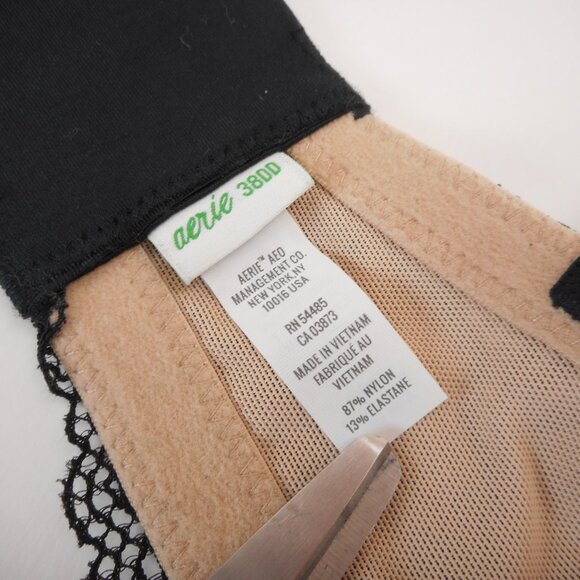 aerie 38DD
AERIE™ AEO
MANAGEMENT CO.
NEW YORK, NY
10016 USA
RN 54485
CA 03873
MADE IN VIETNAM
FABRIQUÉ AU
VIETNAM
87% NYLON
13% ELASTANE